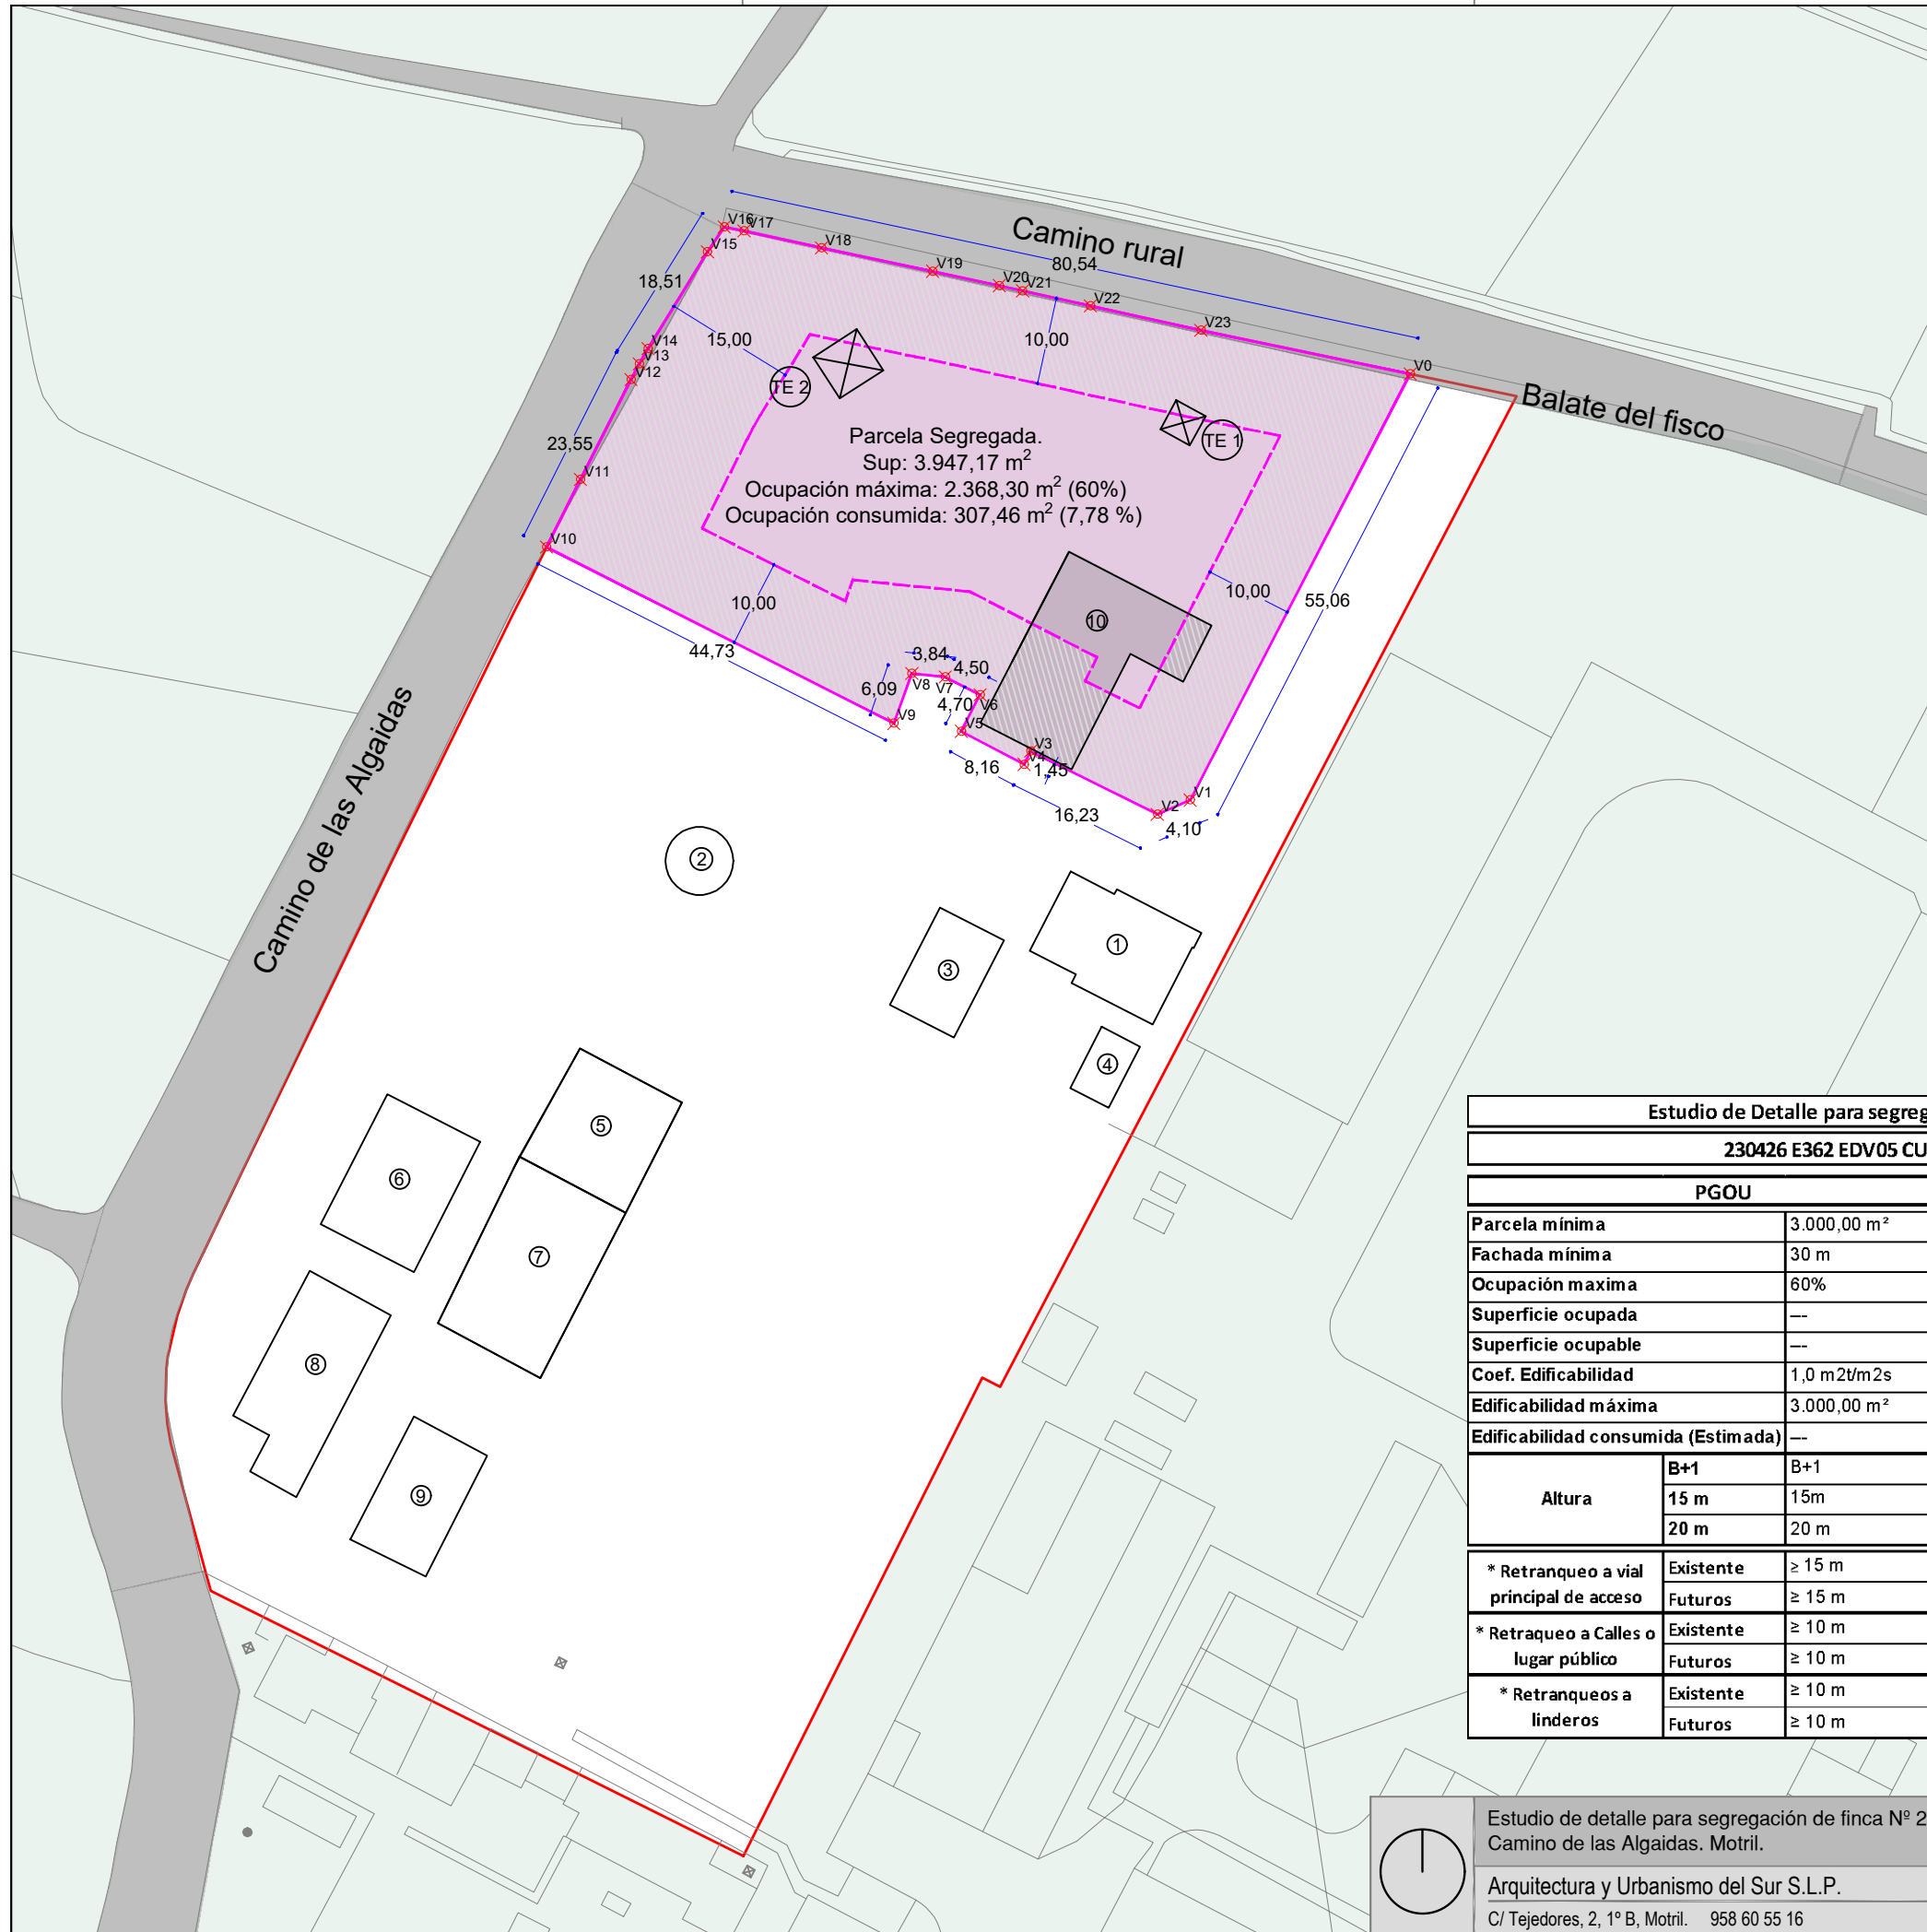 Camino rural
80,54
V16
V17
V15
V18
V19
V20
V21
V22
V23
V0
18,51
15,00
10,00
V14
V13
V12
TE 2
TE 1
Balate del fisco
23,55
V11
V10
Parcela Segregada.
Sup: 3.947,17 m²
Ocupación máxima: 2.368,30 m² (60%)
Ocupación consumida: 307,46 m² (7,78 %)
10,00
10,00
55,06
10
44,73
3,84
4,50
6,09
V8
V7
4,70
V6
V9
V5
V3
V4
8,16
1,45
V1
V2
16,23
4,10
Camino de las Algaidas
2
1
3
4
5
6
7
8
9
Estudio de Detalle para segreg
230426 E362 EDV05 CU
PGOU
Parcela mínima 3.000,00 m²
Fachada mínima 30 m
Ocupación maxima 60%
Superficie ocupada ---
Superficie ocupable ---
Coef. Edificabilidad 1,0 m2t/m2s
Edificabilidad máxima 3.000,00 m²
Edificabilidad consumida (Estimada) ---
Altura
B+1 B+1
15 m 15m
20 m 20 m
* Retranqueo a vial principal de acceso
Existente ≥ 15 m
Futuros ≥ 15 m
* Retraqueo a Calles o lugar público
Existente ≥ 10 m
Futuros ≥ 10 m
* Retranqueos a linderos
Existente ≥ 10 m
Futuros ≥ 10 m
Estudio de detalle para segregación de finca Nº 2
Camino de las Algaidas. Motril.
Arquitectura y Urbanismo del Sur S.L.P.
C/ Tejedores, 2, 1º B, Motril. 958 60 55 16